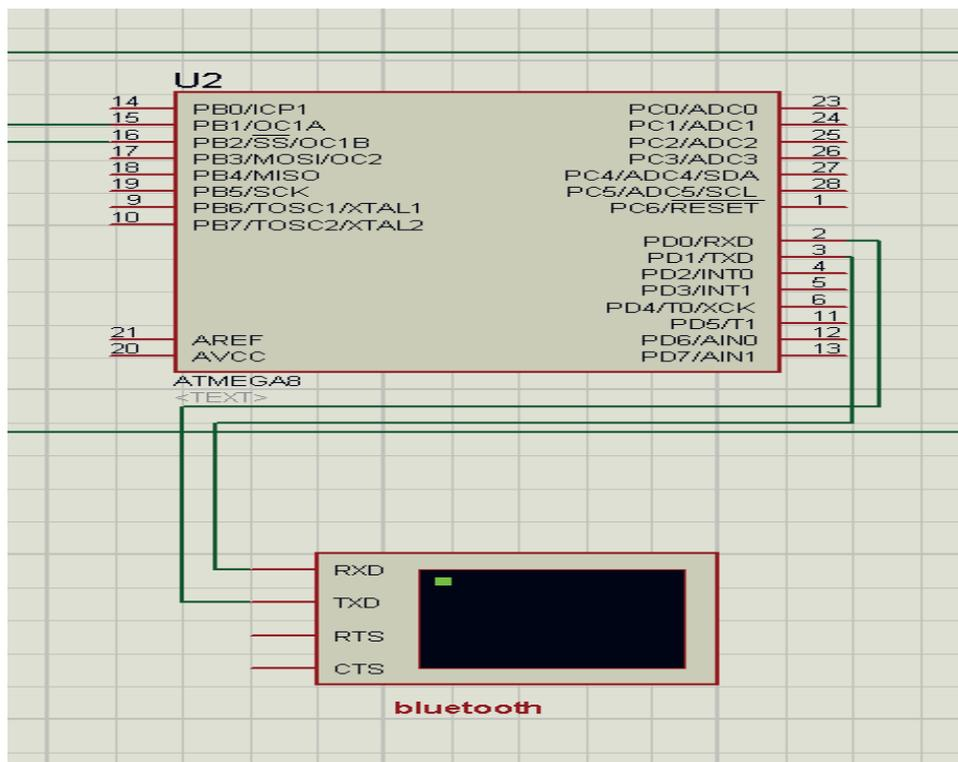 U2
14 PB0/ICP1
15 PB1/OC1A
16 PB2/SS/OC1B
17 PB3/MOSI/OC2
18 PB4/MISO
19 PB5/SCK
9 PB6/TOSC1/XTAL1
10 PB7/TOSC2/XTAL2
21 AREF
20 AVCC
PC0/ADC0 23
PC1/ADC1 24
PC2/ADC2 25
PC3/ADC3 26
PC4/ADC4/SDA 27
PC5/ADC5/SCL 28
PC6/RESET 1
PD0/RXD 2
PD1/TXD 3
PD2/INT0 4
PD3/INT1 5
PD4/T0/XCK 6
PD5/T1 11
PD6/AIN0 12
PD7/AIN1 13
ATMEGA8
<TEXT>
RXD
TXD
RTS
CTS
bluetooth